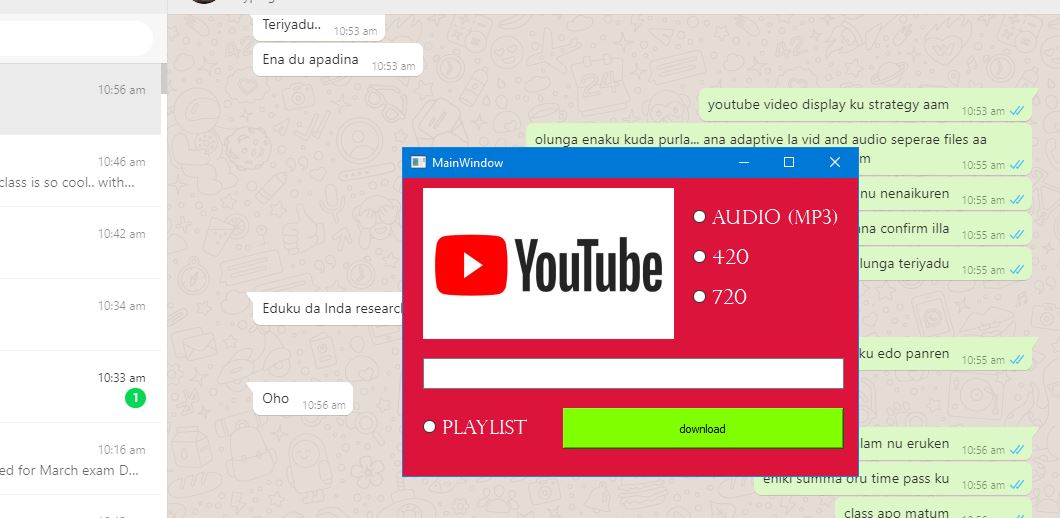 Teriyadu..
10:53 am
Ena du apadina
10:53 am
10:56 am
youtube video display ku strategy aam
10:53 am
olunga enaku kuda purla... ana adaptive la vid and audio seperae files aa
10:55 am
10:46 am
class is so cool.. with...
MainWindow
YouTube
AUDIO (MP3)
420
720
download
PLAYLIST
nu nenaikuren
10:55 am
confirm illa
10:55 am
10:42 am
teriyadu
10:55 am
10:34 am
Eduku da Inda research
ku edo panren
10:55 am
10:33 am
1
Oho
10:56 am
10:16 am
ed for March exam D...
nu eruken
10:56 am
eniki summa oru time pass ku
10:56 am
class apo matum